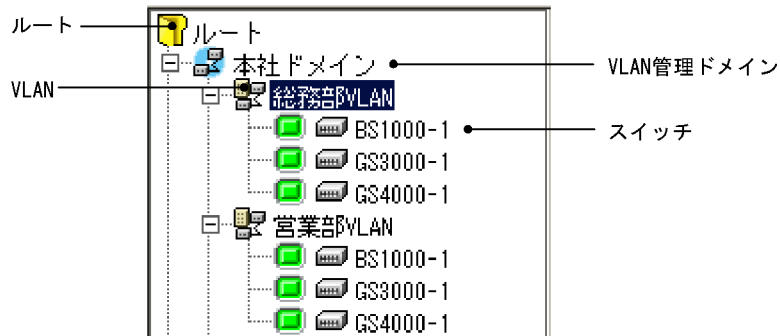 ルート
ルート
本社ドメイン
VLAN管理ドメイン
VLAN
総務部VLAN
BS1000-1
スイッチ
GS3000-1
GS4000-1
営業部VLAN
BS1000-1
GS3000-1
GS4000-1